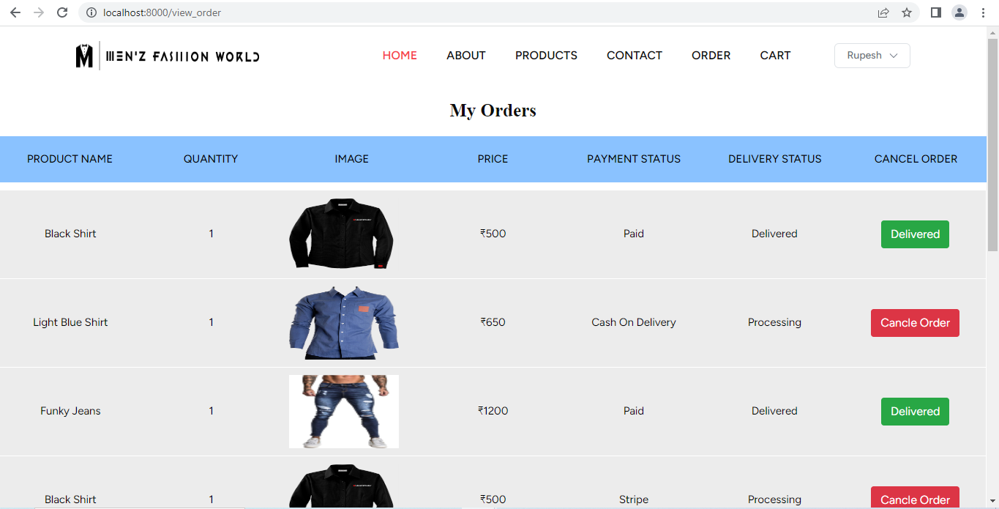 localhost:8000/view_order
M MEN'Z FASHION WORLD HOME ABOUT PRODUCTS CONTACT ORDER CART Rupesh
My Orders
PRODUCT NAME QUANTITY IMAGE PRICE PAYMENT STATUS DELIVERY STATUS CANCEL ORDER
Black Shirt 1 ₹500 Paid Delivered Delivered
Light Blue Shirt 1 ₹650 Cash On Delivery Processing Cancle Order
Funky Jeans 1 ₹1200 Paid Delivered Delivered
Black Shirt 1 ₹500 Stripe Processing Cancle Order